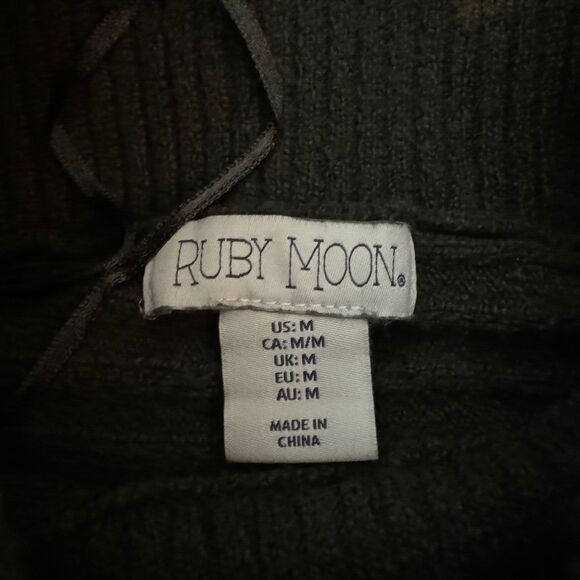 RUBY MOON®
US: M
CA: M/M
UK: M
EU: M
AU: M
MADE IN
CHINA